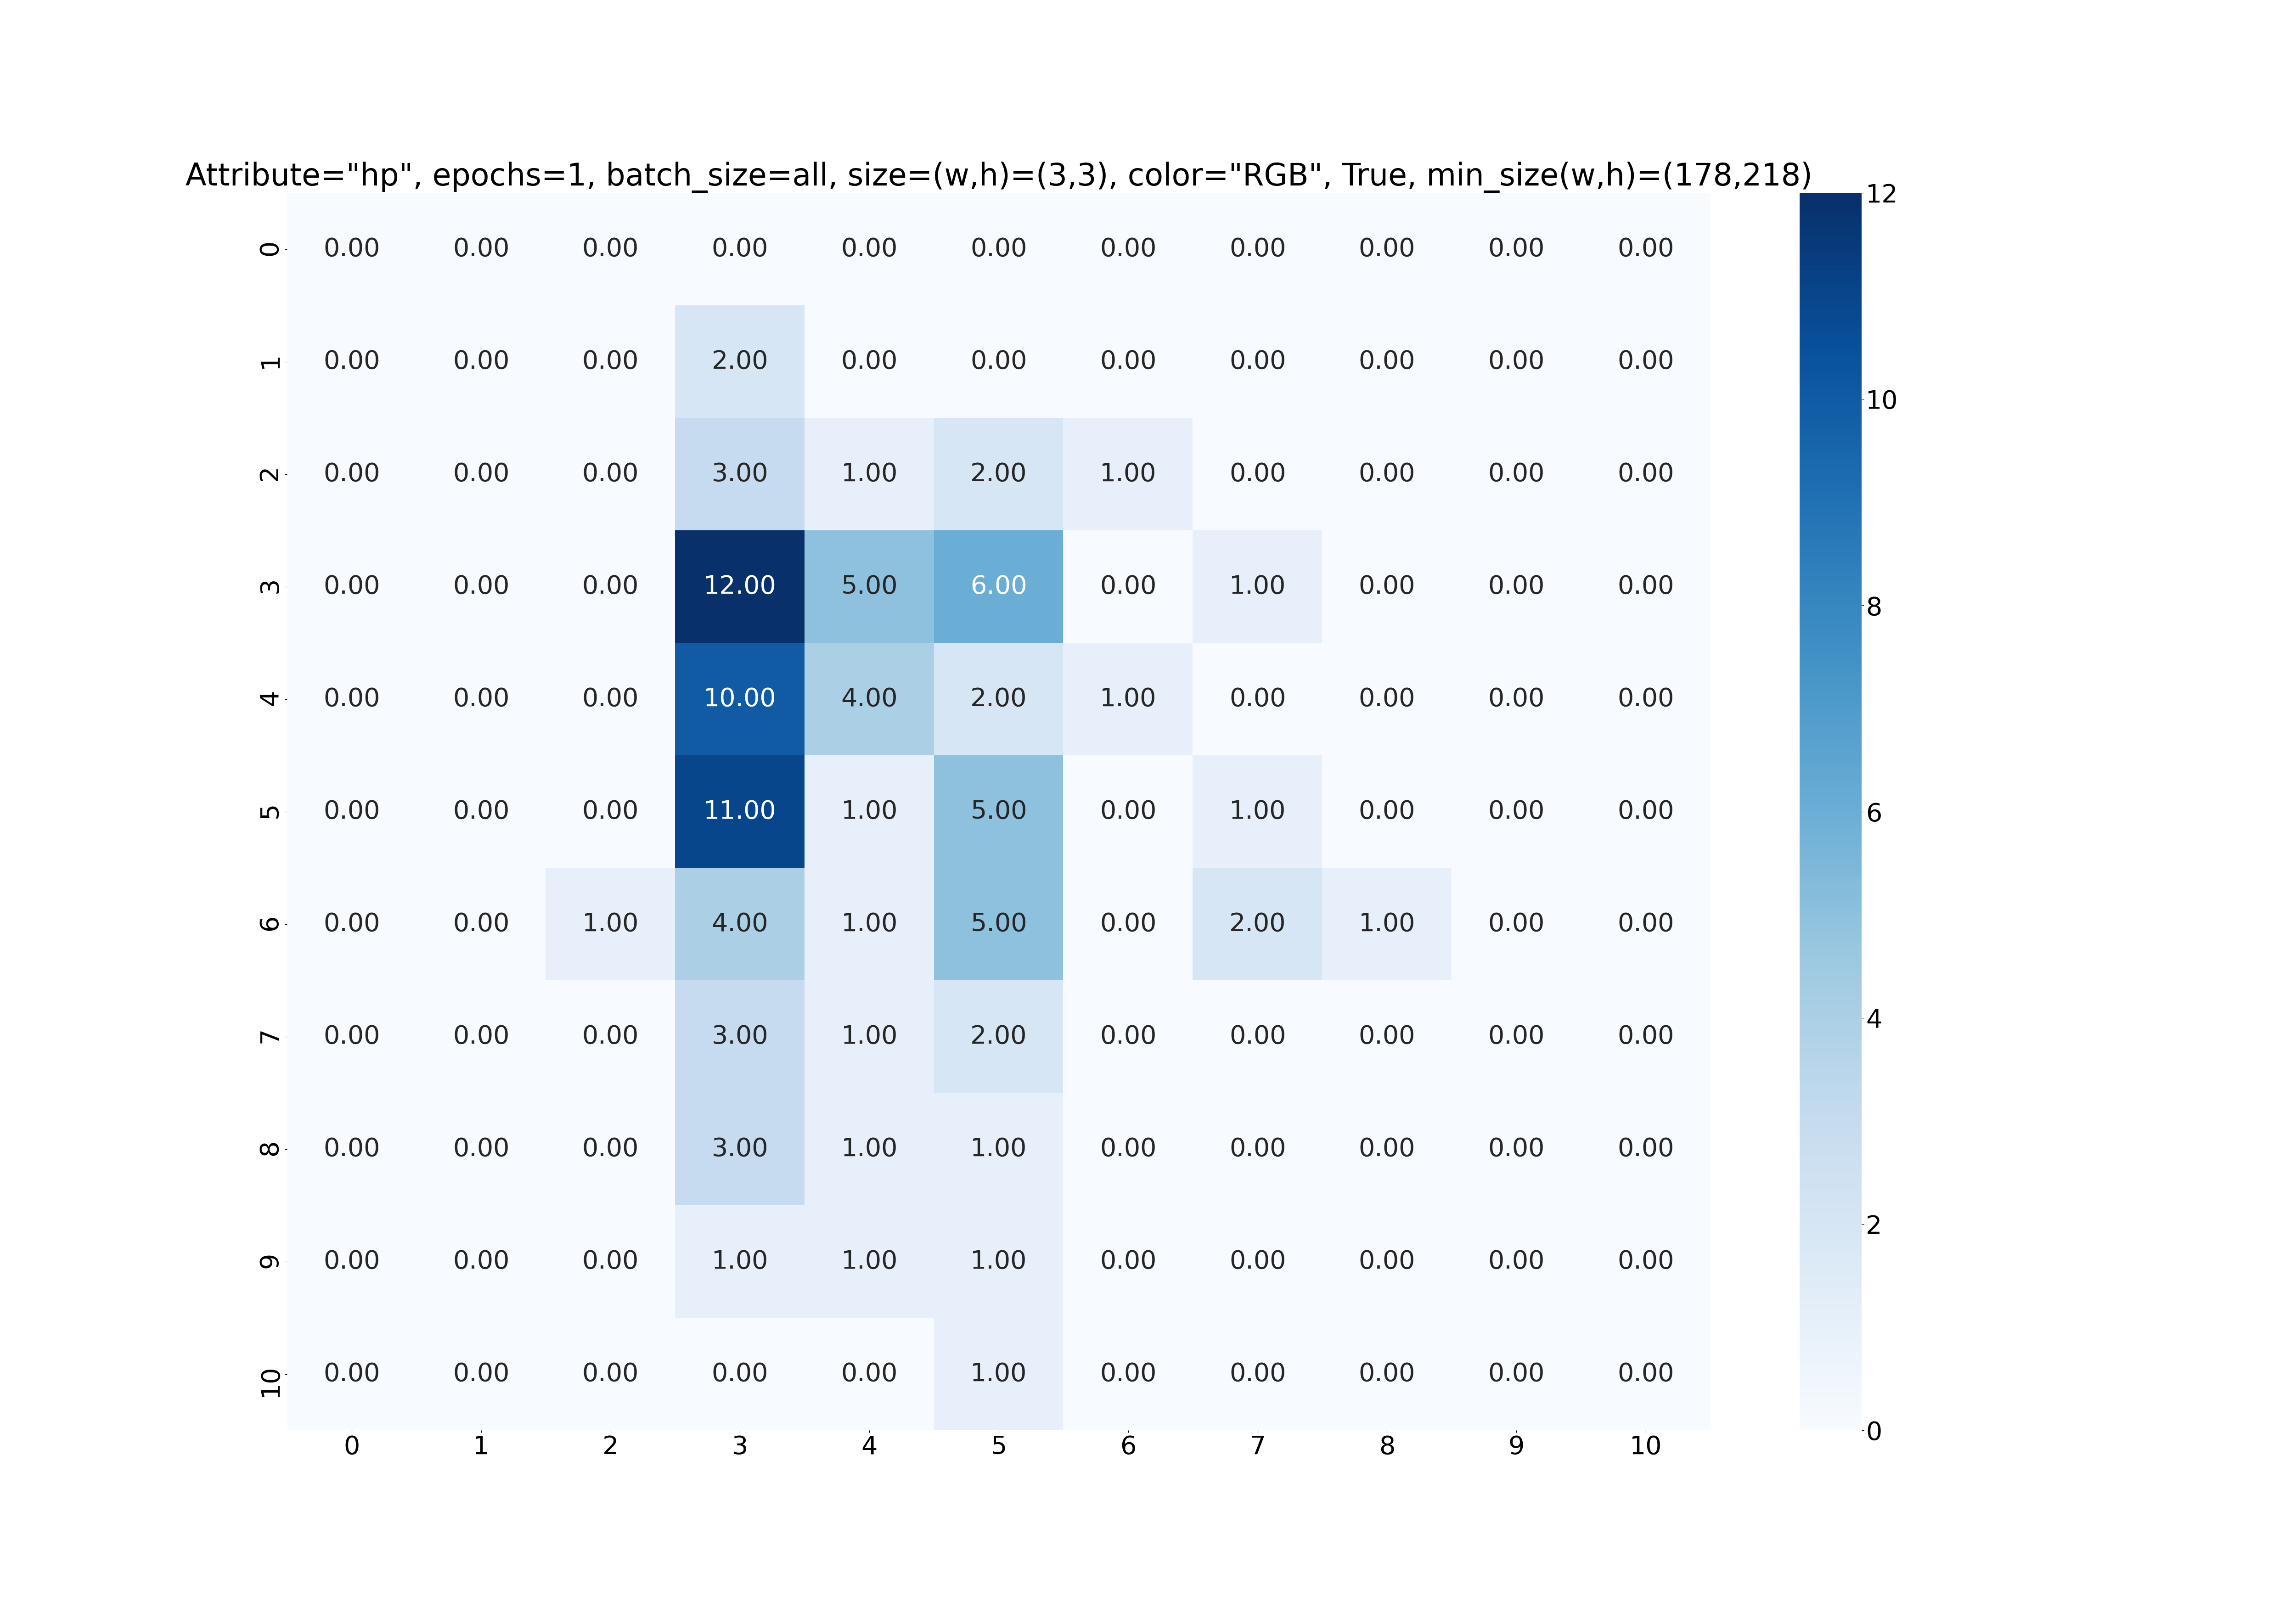 Attribute="hp", epochs=1, batch_size=all, size=(w,h)=(3,3), color="RGB", True, min_size(w,h)=(178,218)
0 0.00 0.00 0.00 0.00 0.00 0.00 0.00 0.00 0.00 0.00 0.00
1 0.00 0.00 0.00 2.00 0.00 0.00 0.00 0.00 0.00 0.00 0.00
2 0.00 0.00 0.00 3.00 1.00 2.00 1.00 0.00 0.00 0.00 0.00
3 0.00 0.00 0.00 12.00 5.00 6.00 0.00 1.00 0.00 0.00 0.00
4 0.00 0.00 0.00 10.00 4.00 2.00 1.00 0.00 0.00 0.00 0.00
5 0.00 0.00 0.00 11.00 1.00 5.00 0.00 1.00 0.00 0.00 0.00
6 0.00 0.00 1.00 4.00 1.00 5.00 0.00 2.00 1.00 0.00 0.00
7 0.00 0.00 0.00 3.00 1.00 2.00 0.00 0.00 0.00 0.00 0.00
8 0.00 0.00 0.00 3.00 1.00 1.00 0.00 0.00 0.00 0.00 0.00
9 0.00 0.00 0.00 1.00 1.00 1.00 0.00 0.00 0.00 0.00 0.00
10 0.00 0.00 0.00 0.00 0.00 1.00 0.00 0.00 0.00 0.00 0.00
0 1 2 3 4 5 6 7 8 9 10
12
10
8
6
4
2
0